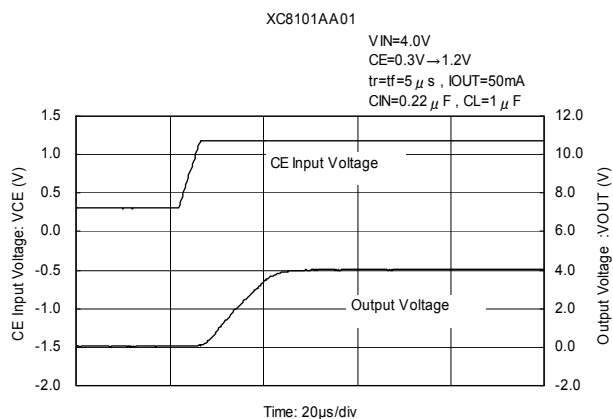 XC8101AA01
VIN=4.0V
CE=0.3V→1.2V
tr=tf=5μs , IOUT=50mA
CIN=0.22μF , CL=1μF
CE Input Voltage: VCE (V)
1.5
1.0
0.5
0.0
-0.5
-1.0
-1.5
-2.0
CE Input Voltage
Output Voltage
12.0
10.0
8.0
6.0
4.0
2.0
0.0
-2.0
Output Voltage :VOUT (V)
Time: 20μs/div